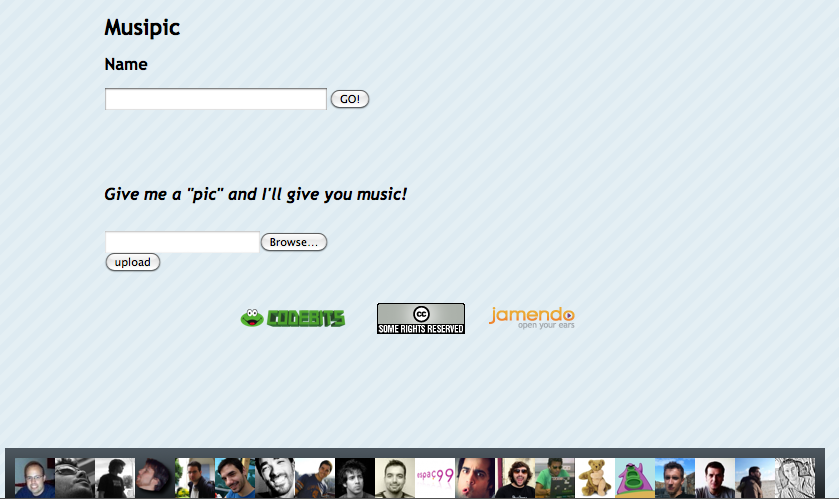 Musipic
Name
GO!
Give me a "pic" and I'll give you music!
Browse...
upload
CODEBITS
cc
SOME RIGHTS RESERVED
jamendo
open your ears
espaç99